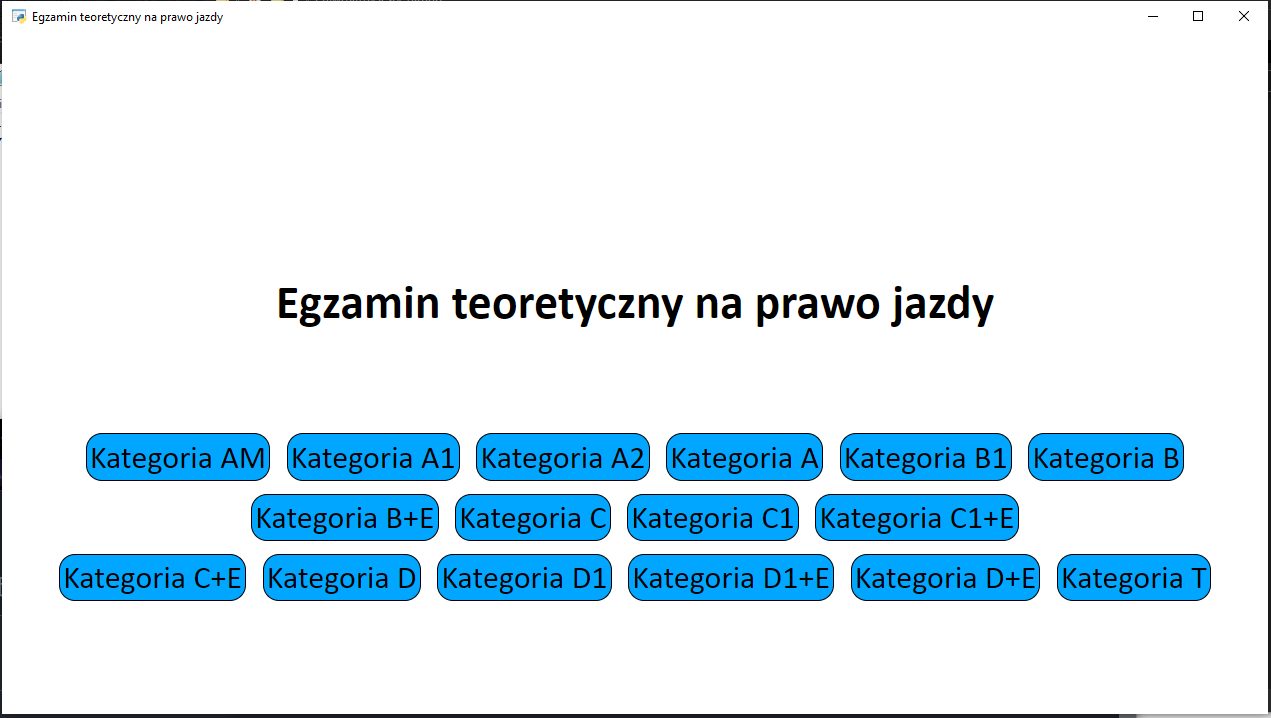 Egzamin teoretyczny na prawo jazdy
Egzamin teoretyczny na prawo jazdy
Kategoria AM Kategoria A1 Kategoria A2 Kategoria A Kategoria B1 Kategoria B
Kategoria B+E Kategoria C Kategoria C1 Kategoria C1+E
Kategoria C+E Kategoria D Kategoria D1 Kategoria D1+E Kategoria D+E Kategoria T